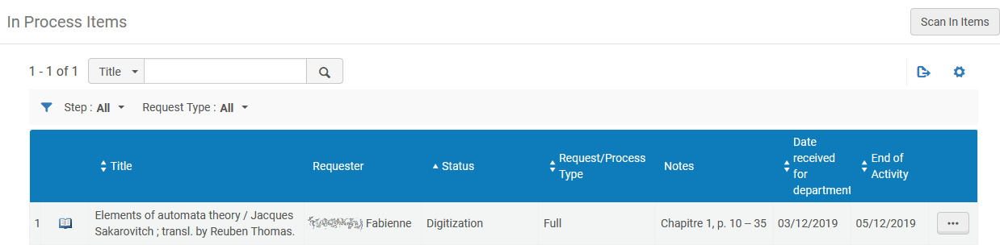 In Process Items
Scan In Items
1 - 1 of 1
Title
Step : All
Request Type : All
Title
Requester
Status
Request/Process
Type
Notes
Date
received
for
department
End of
Activity
1
Elements of automata theory / Jacques
Sakarovitch ; transl. by Reuben Thomas.
Fabienne
Digitization
Full
Chapitre 1, p. 10 -- 35
03/12/2019
05/12/2019